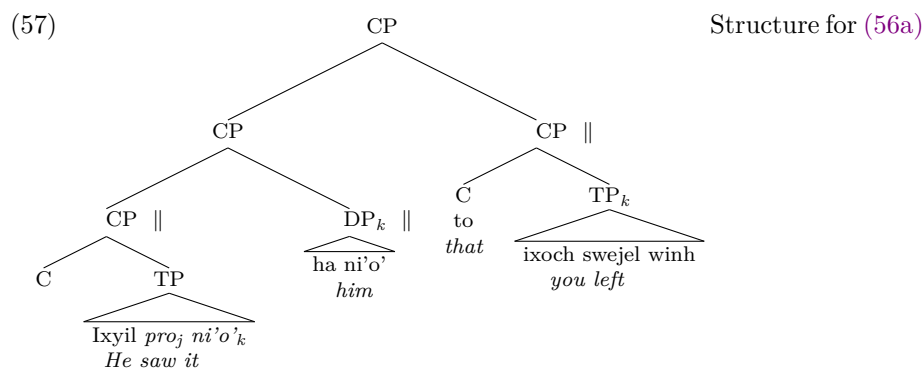 (57) CP Structure for (56a)
CP CP ∥
CP ∥ DPₖ ∥ C TPₖ
to
that
ixoch swejel winh
you left
C TP ha ni'o'
him
Ixyil proⱼ ni'o'ₖ
He saw it